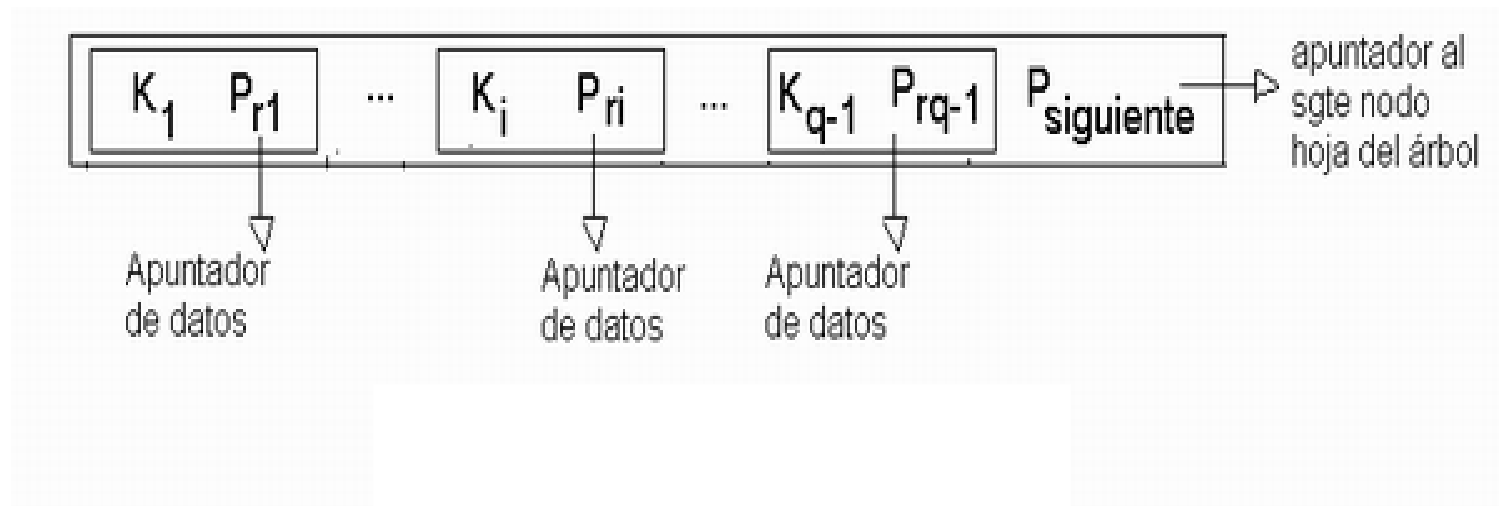 K1 Pr1 ... Ki Pri ... Kq-1 Prq-1 Psiguiente
apuntador al
sgte nodo
hoja del árbol
Apuntador
de datos
Apuntador
de datos
Apuntador
de datos